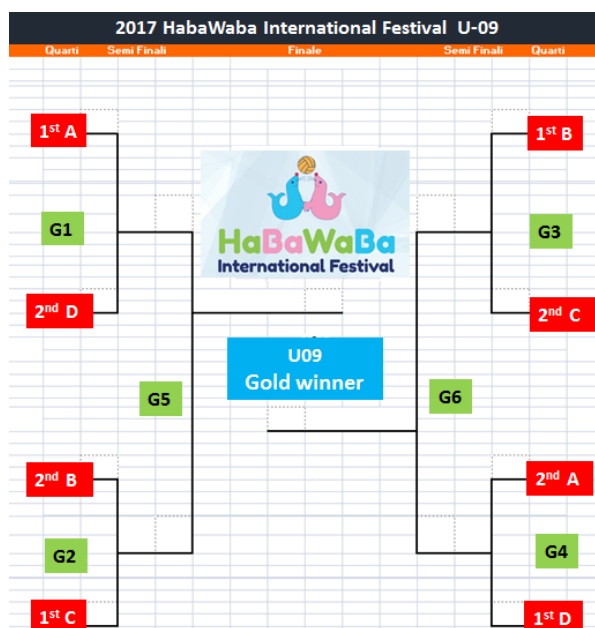 2017 HabaWaba International Festival U-09
Quarti Semi Finali Finale Semi Finali Quarti
1st A
1st B
G1
G3
HaBaWaBa
International Festival
2nd D
2nd C
U09
Gold winner
G5
G6
2nd B
2nd A
G2
G4
1st C
1st D